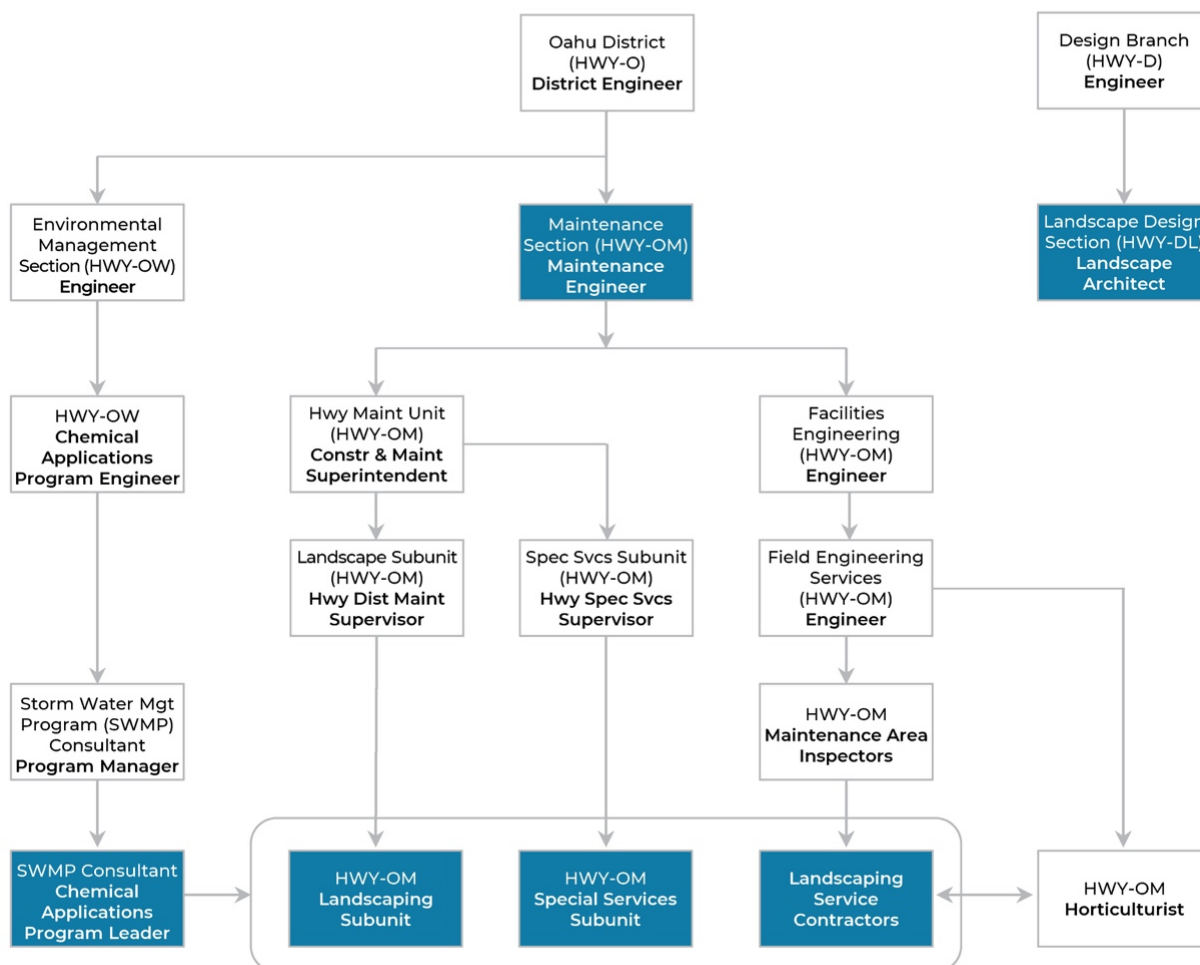 Oahu District
(HWY-O)
District Engineer
Design Branch
(HWY-D)
Engineer
Environmental
Management
Section (HWY-OW)
Engineer
Maintenance
Section (HWY-OM)
Maintenance
Engineer
Landscape Design
Section (HWY-DL)
Landscape
Architect
HWY-OW
Chemical
Applications
Program Engineer
Hwy Maint Unit
(HWY-OM)
Constr & Maint
Superintendent
Facilities
Engineering
(HWY-OM)
Engineer
Landscape Subunit
(HWY-OM)
Hwy Dist Maint
Supervisor
Spec Svcs Subunit
(HWY-OM)
Hwy Spec Svcs
Supervisor
Field Engineering
Services
(HWY-OM)
Engineer
Storm Water Mgt
Program (SWMP)
Consultant
Program Manager
HWY-OM
Maintenance Area
Inspectors
SWMP Consultant
Chemical
Applications
Program Leader
HWY-OM
Landscaping
Subunit
HWY-OM
Special Services
Subunit
Landscaping
Service
Contractors
HWY-OM
Horticulturist